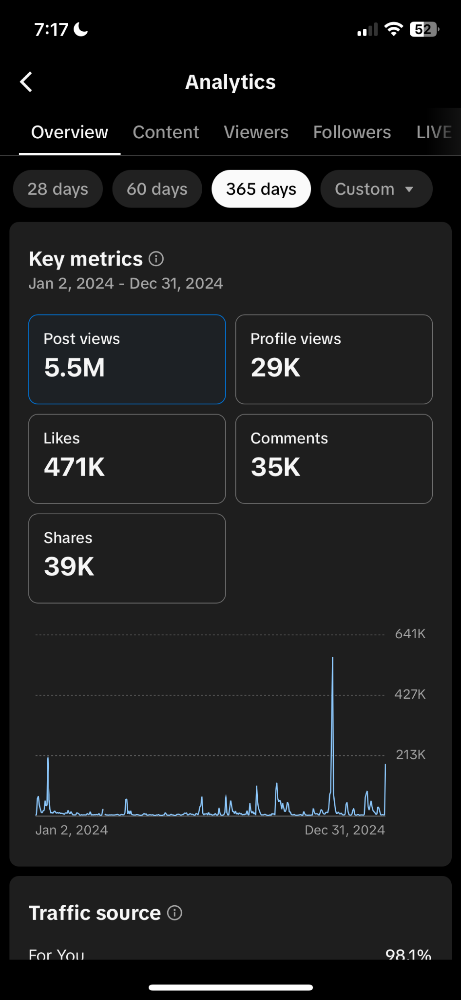 7:17
52
Analytics
Overview Content Viewers Followers LIVE
28 days 60 days 365 days Custom
Key metrics
Jan 2, 2024 - Dec 31, 2024
Post views
5.5M
Profile views
29K
Likes
471K
Comments
35K
Shares
39K
641K
427K
213K
Jan 2, 2024 Dec 31, 2024
Traffic source
For You 98.1%